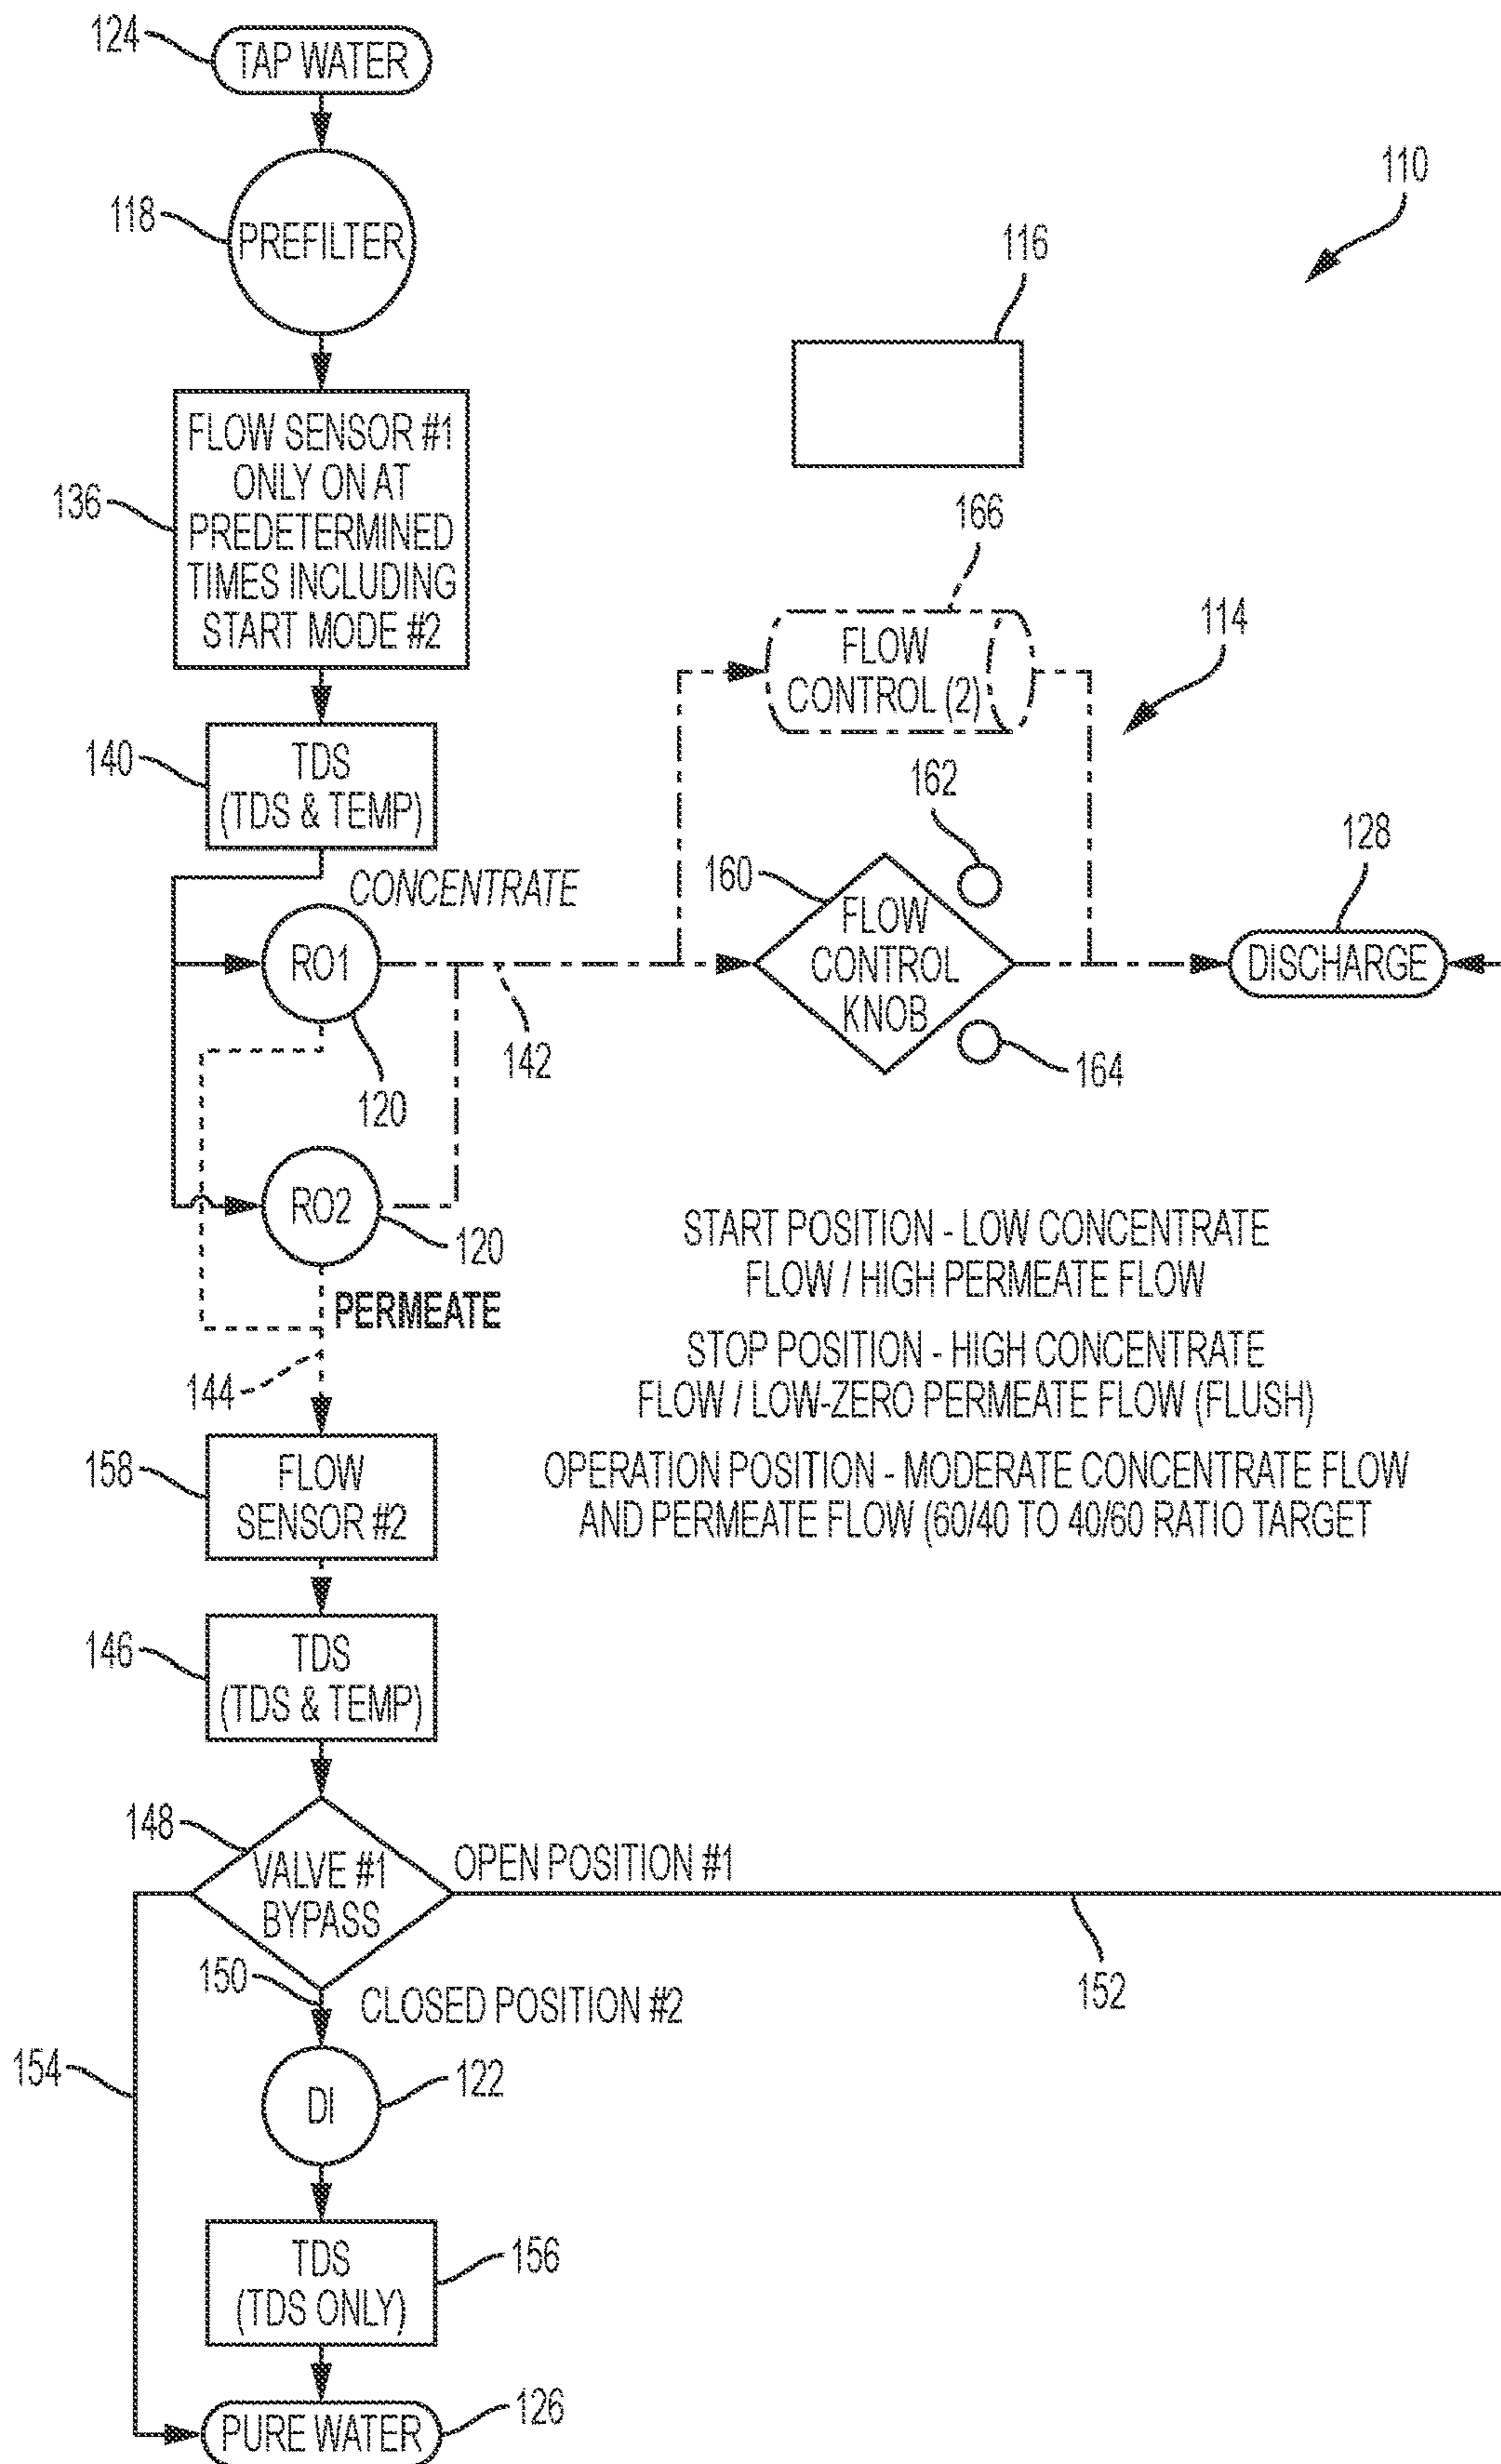 124
TAP WATER
110
118
PREFILTER
116
FLOW SENSOR #1
ONLY ON AT
PREDETERMINED
TIMES INCLUDING
START MODE #2
136
166
FLOW
CONTROL (2)
114
140
TDS
(TDS & TEMP)
162
128
CONCENTRATE
160
FLOW
CONTROL
KNOB
RO1
DISCHARGE
142
164
120
RO2
120
START POSITION - LOW CONCENTRATE
FLOW / HIGH PERMEATE FLOW
PERMEATE
STOP POSITION - HIGH CONCENTRATE
FLOW / LOW-ZERO PERMEATE FLOW (FLUSH)
144
158
FLOW
SENSOR #2
OPERATION POSITION - MODERATE CONCENTRATE FLOW
AND PERMEATE FLOW (60/40 TO 40/60 RATIO TARGET
146
TDS
(TDS & TEMP)
148
VALVE #1
BYPASS
OPEN POSITION #1
150
CLOSED POSITION #2
152
154
DI
122
TDS
(TDS ONLY)
156
PURE WATER
126